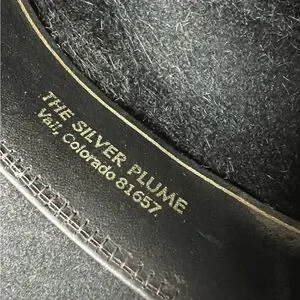 THE SILVER PLUME
Vail, Colorado 81657